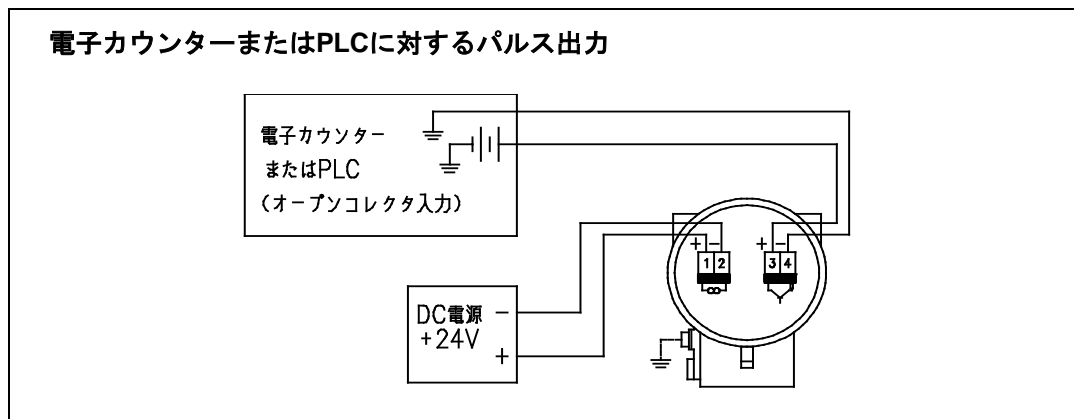 電子カウンターまたはPLCに対するパルス出力
電子カウンター
またはPLC
(オープンコレクタ入力)
+ −
+ −
1 2
3 4
DC電源 −
+24V
+